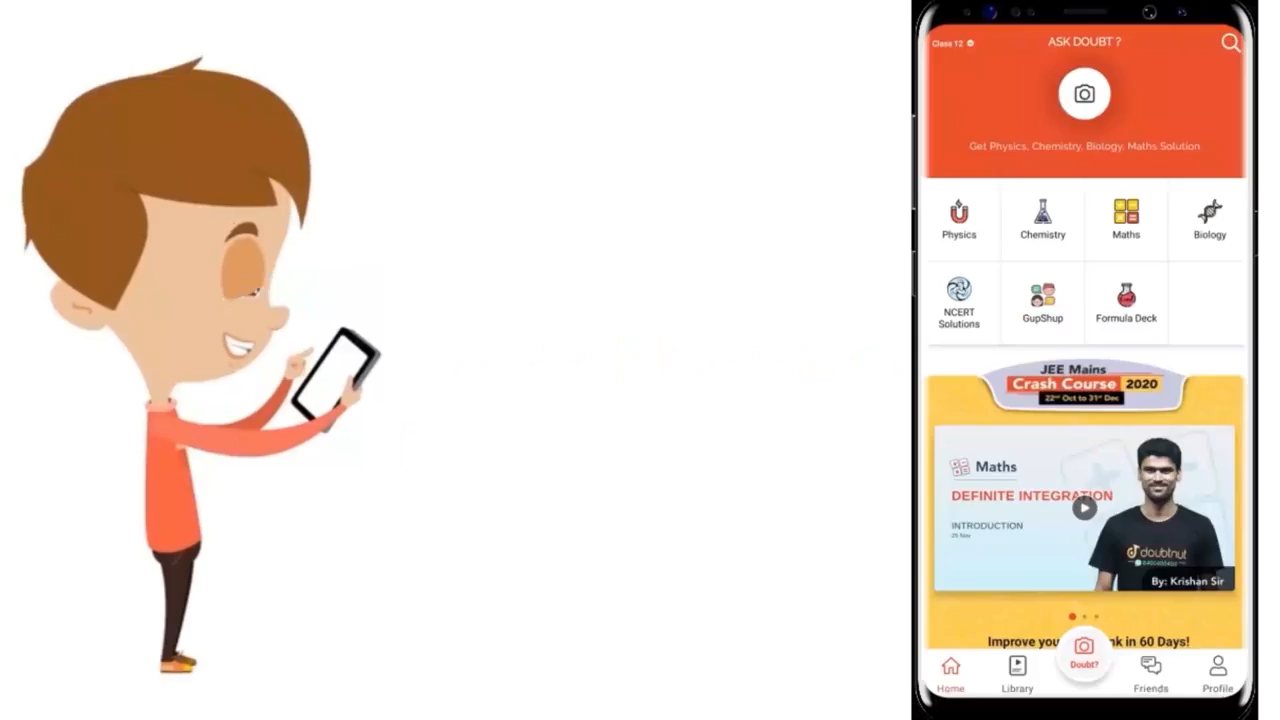 Class 12
ASK DOUBT ?
Get Physics, Chemistry, Biology, Maths Solution
Physics
Chemistry
Maths
Biology
NCERT
Solutions
GupShup
Formula Deck
JEE Mains
Crash Course 2020
22nd Oct to 31st Dec
Maths
DEFINITE INTEGRATION
INTRODUCTION
doubtnut
By: Krishan Sir
Improve you nk in 60 Days!
Doubt?
Home
Library
Friends
Profile